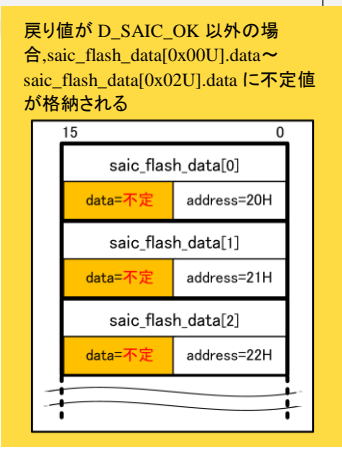 戻り値が D_SAIC_OK 以外の場
合,saic_flash_data[0x00U].data～
saic_flash_data[0x02U].data に不定値
が格納される
15 0
saic_flash_data[0]
data=不定 address=20H
saic_flash_data[1]
data=不定 address=21H
saic_flash_data[2]
data=不定 address=22H